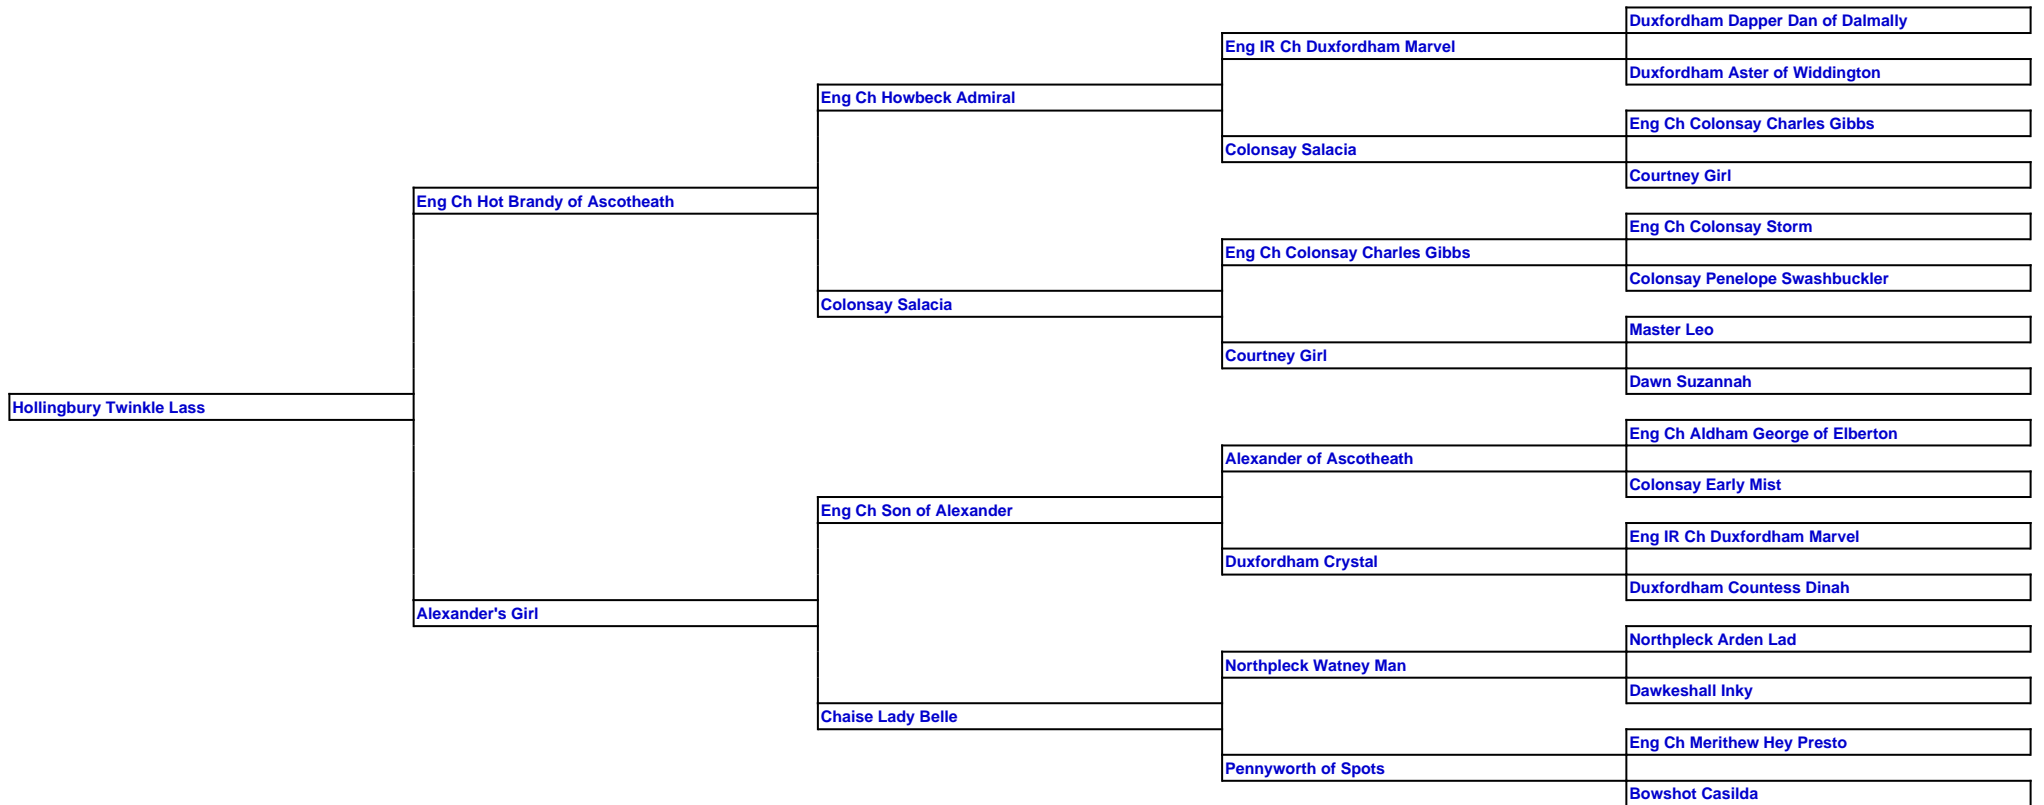 Duxfordham Dapper Dan of Dalmally
Eng IR Ch Duxfordham Marvel
Duxfordham Aster of Widdington
Eng Ch Howbeck Admiral
Eng Ch Colonsay Charles Gibbs
Colonsay Salacia
Courtney Girl
Eng Ch Hot Brandy of Ascotheath
Eng Ch Colonsay Storm
Eng Ch Colonsay Charles Gibbs
Colonsay Penelope Swashbuckler
Colonsay Salacia
Master Leo
Courtney Girl
Dawn Suzannah
Hollingbury Twinkle Lass
Eng Ch Aldham George of Elberton
Alexander of Ascotheath
Colonsay Early Mist
Eng Ch Son of Alexander
Eng IR Ch Duxfordham Marvel
Duxfordham Crystal
Duxfordham Countess Dinah
Alexander's Girl
Northpleck Arden Lad
Northpleck Watney Man
Dawkeshall Inky
Chaise Lady Belle
Eng Ch Merithew Hey Presto
Pennyworth of Spots
Bowshot Casilda